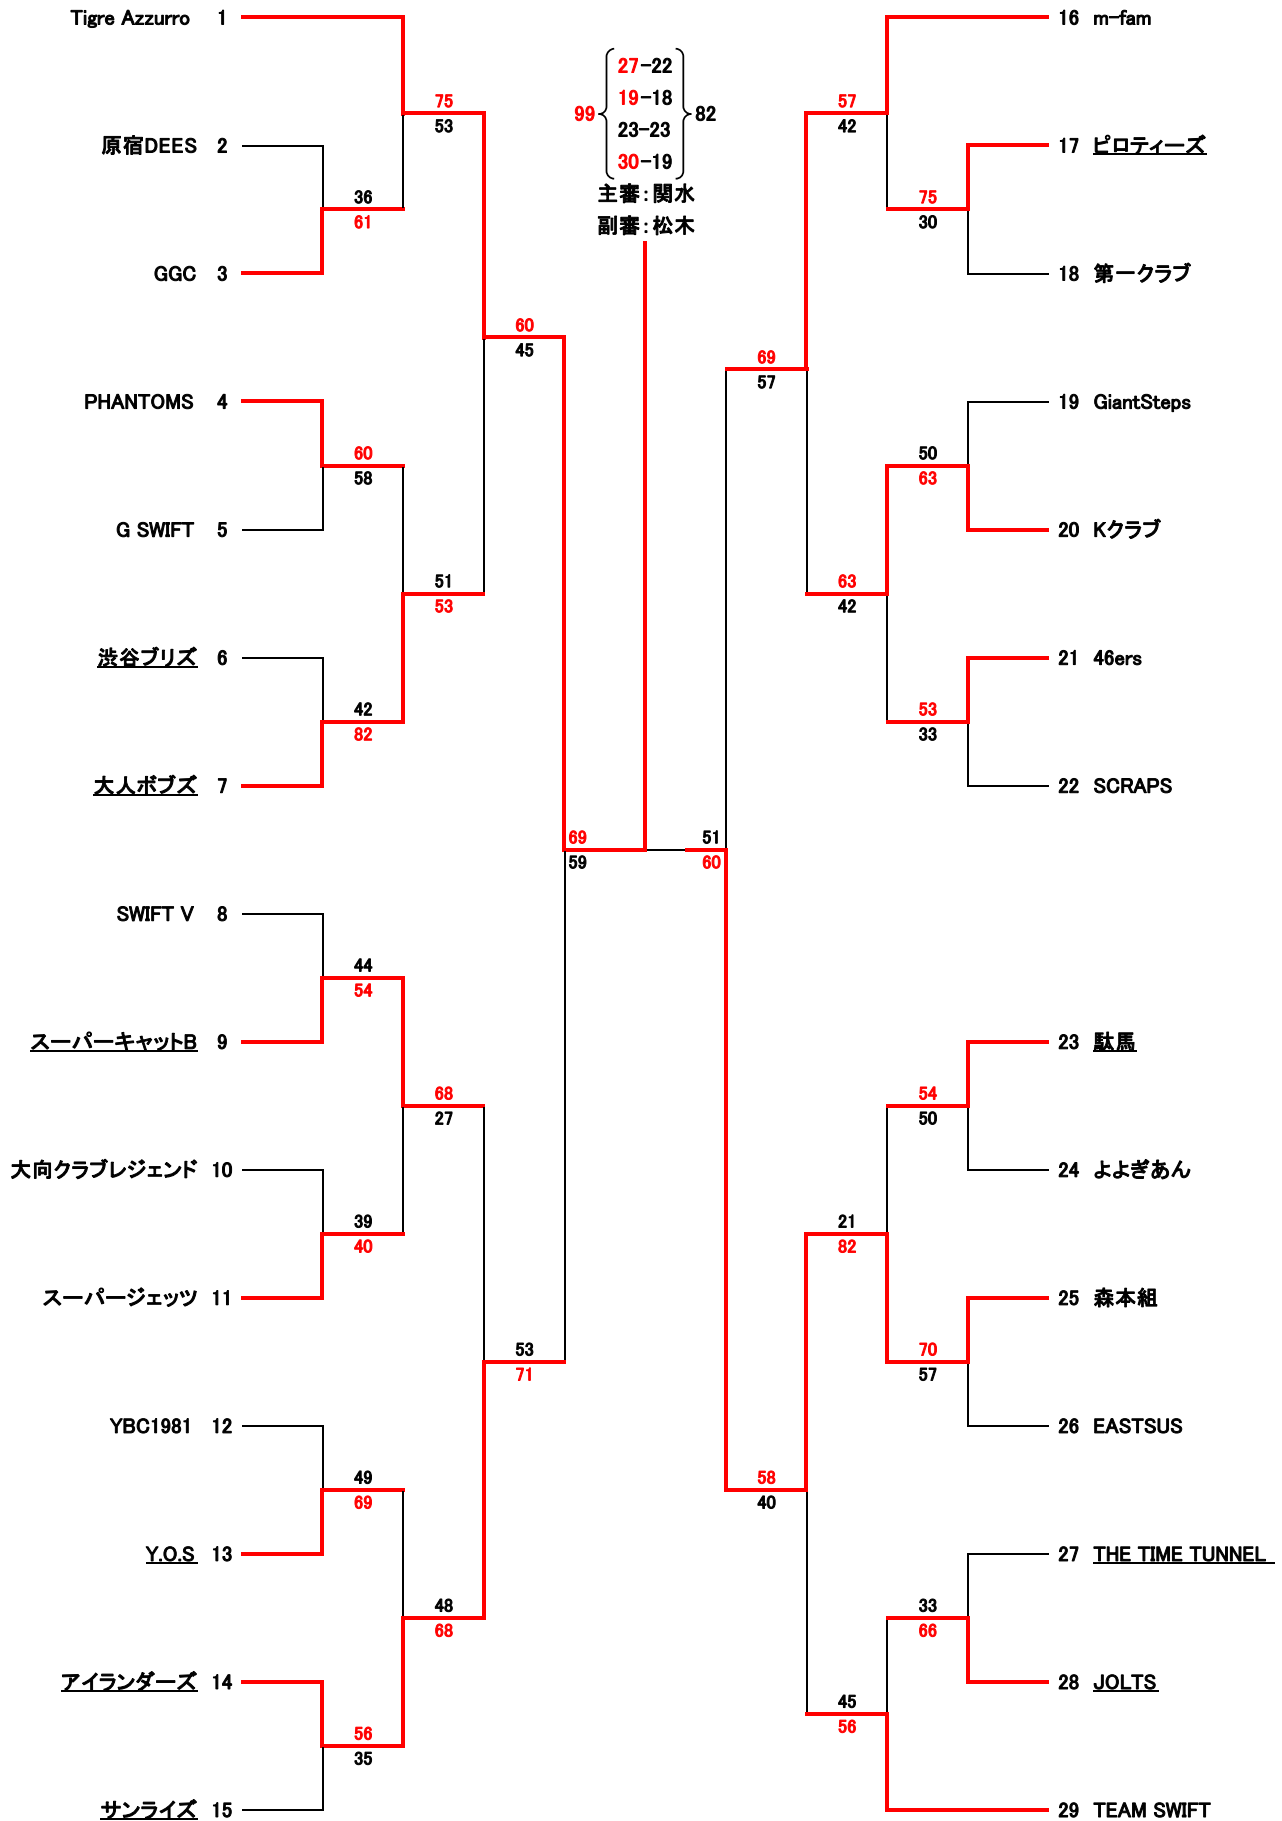 Tigre Azzurro 1
75
53
原宿DEES 2
36
61
GGC 3
60
45
PHANTOMS 4
60
58
G SWIFT 5
51
53
渋谷ブリズ 6
42
82
大人ボブズ 7
69
59
SWIFT V 8
44
54
スーパーキャットB 9
68
27
大向クラブレジェンド 10
39
40
スーパージェッツ 11
53
71
YBC1981 12
49
69
Y.O.S 13
48
68
アイランダーズ 14
56
35
サンライズ 15
27-22
19-18
99 82
23-23
30-19
主審:関水
副審:松木
16 m-fam
57
42
17 ピロティーズ
75
30
18 第一クラブ
69
57
19 GiantSteps
50
63
20 Kクラブ
63
42
21 46ers
53
33
22 SCRAPS
51
60
23 駄馬
54
50
24 よよぎあん
21
82
25 森本組
70
57
26 EASTSUS
58
40
27 THE TIME TUNNEL
33
66
28 JOLTS
45
56
29 TEAM SWIFT